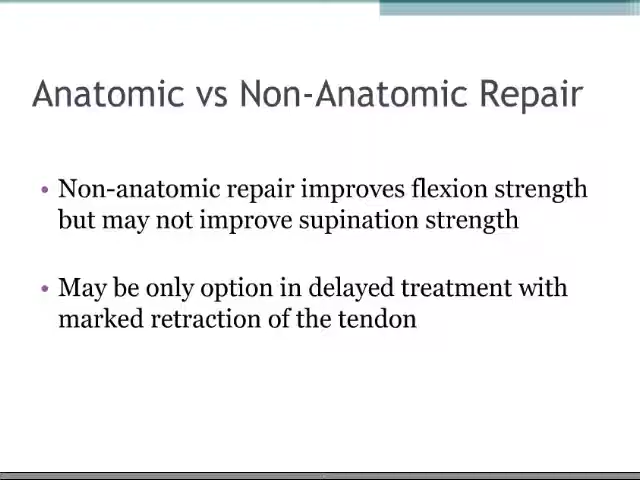 Anatomic vs Non-Anatomic Repair
• Non-anatomic repair improves flexion strength
but may not improve supination strength
• May be only option in delayed treatment with
marked retraction of the tendon